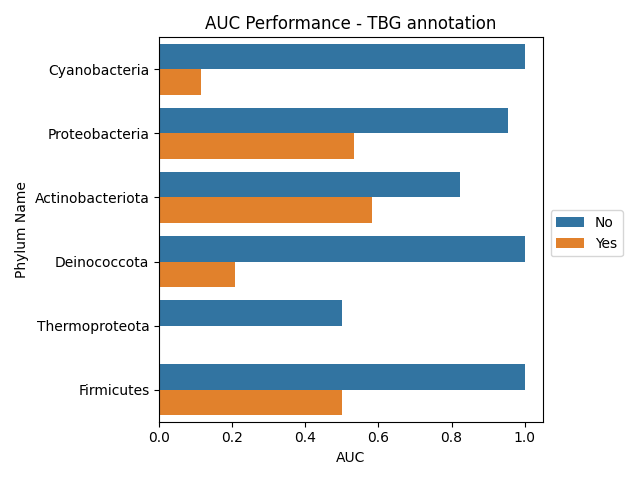 AUC Performance - TBG annotation
Phylum Name
Cyanobacteria
Proteobacteria
Actinobacteriota
Deinococcota
Thermoproteota
Firmicutes
No
Yes
0.0 0.2 0.4 0.6 0.8 1.0
AUC